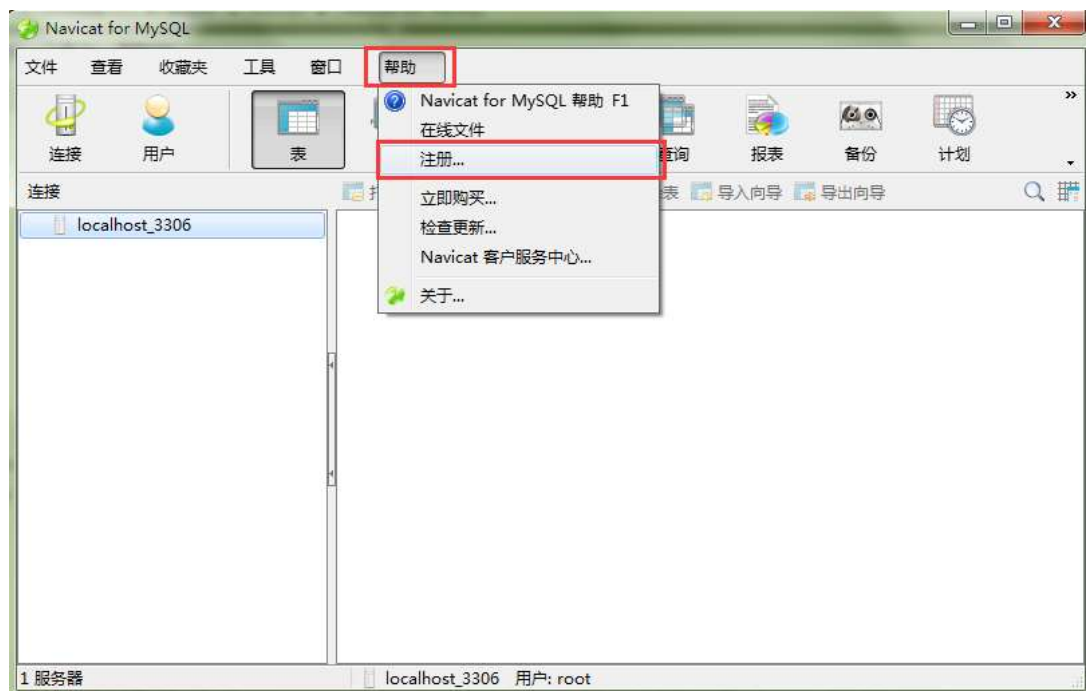 Navicat for MySQL
文件 查看 收藏夹 工具 窗口 帮助
Navicat for MySQL 帮助 F1
在线文件
注册...
立即购买...
检查更新...
Navicat 客户服务中心...
关于...
连接 用户 表 查询 报表 备份 计划
连接
表 导入向导 导出向导
localhost_3306
1 服务器 localhost_3306 用户: root